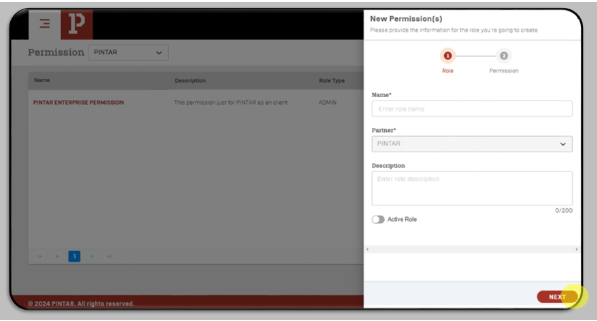 New Permission(s)
Please provide the information for the role you're going to create
Permission PINTAR
1 2
Role Permission
Name Description Role Type
PINTAR ENTERPRISE PERMISSION This permission just for PINTAR as an client ADMIN
Name*
Enter role name
Partner*
PINTAR
Description
Enter role description
0/200
Active Role
1
NEXT
© 2024 PINTAR. All rights reserved.